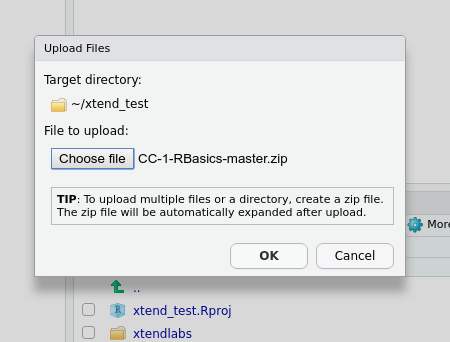 Upload Files
Target directory:
~/xtend_test
File to upload:
Choose file CC-1-RBasics-master.zip
TIP: To upload multiple files or a directory, create a zip file.
The zip file will be automatically expanded after upload.
More
OK Cancel
..
xtend_test.Rproj
xtendlabs